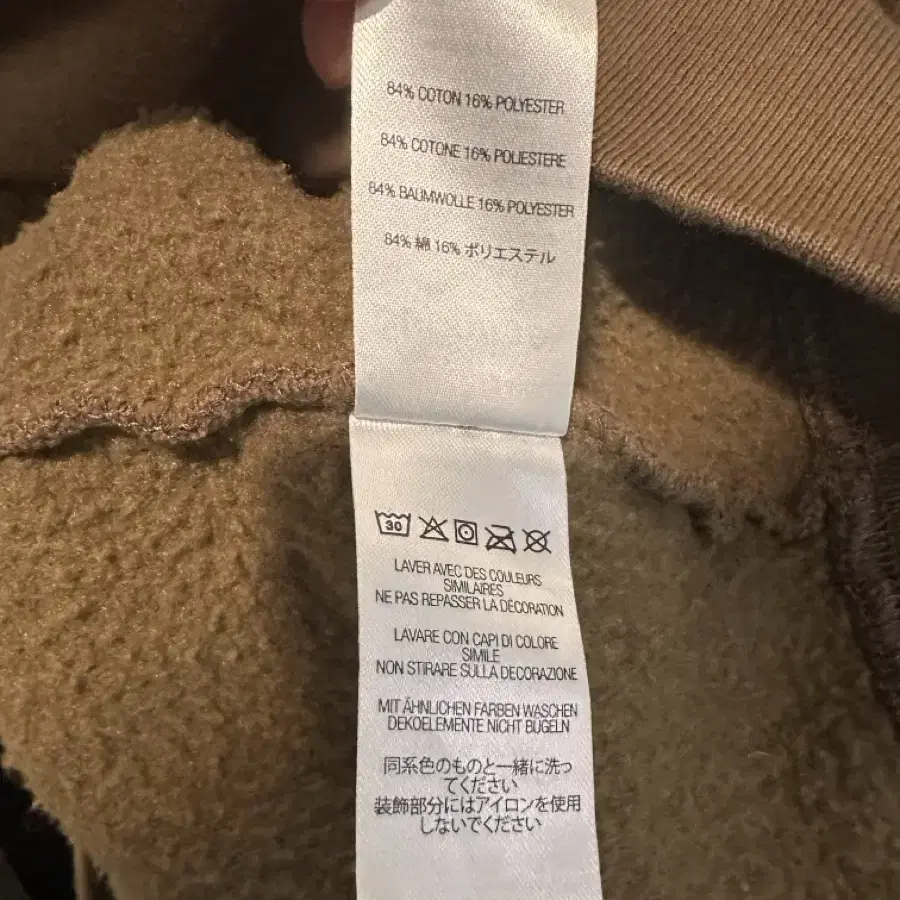 84% COTON 16% POLYESTER
84% COTONE 16% POLIESTERE
84% BAUMWOLLE 16% POLYESTER
84% 綿 16% ポリエステル
30
LAVER AVEC DES COULEURS
SIMILAIRES
NE PAS REPASSER LA DÉCORATION
LAVARE CON CAPI DI COLORE
SIMILE
NON STIRARE SULLA DECORAZIONE
MIT ÄHNLICHEN FARBEN WASCHEN
DEKOELEMENTE NICHT BÜGELN
同系色のものと一緒に洗っ
てください
装飾部分にはアイロンを使用
しないでください